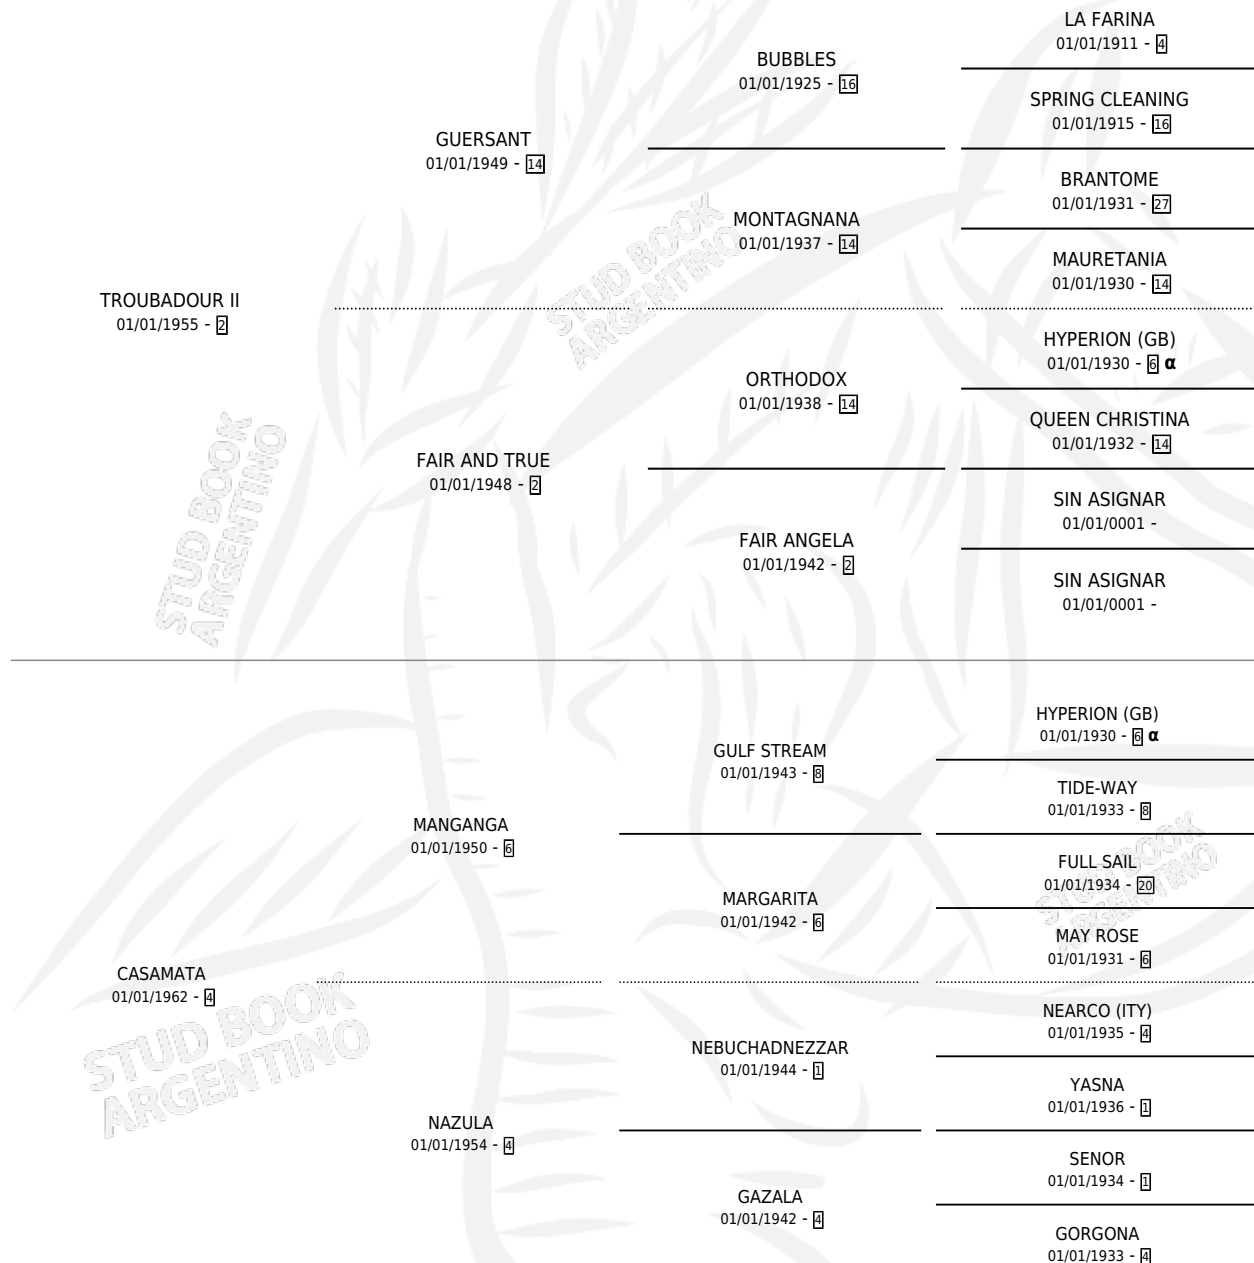 LA FARINA
01/01/1911 - 4
BUBBLES
01/01/1925 - 16
SPRING CLEANING
01/01/1915 - 16
GUERSANT
01/01/1949 - 14
BRANTOME
01/01/1931 - 27
MONTAGNANA
01/01/1937 - 14
MAURETANIA
01/01/1930 - 14
TROUBADOUR II
01/01/1955 - 2
HYPERION (GB)
01/01/1930 - 6 α
ORTHODOX
01/01/1938 - 14
QUEEN CHRISTINA
01/01/1932 - 14
FAIR AND TRUE
01/01/1948 - 2
SIN ASIGNAR
01/01/0001 -
FAIR ANGELA
01/01/1942 - 2
SIN ASIGNAR
01/01/0001 -
HYPERION (GB)
01/01/1930 - 6 α
GULF STREAM
01/01/1943 - 8
TIDE-WAY
01/01/1933 - 8
MANGANGA
01/01/1950 - 6
FULL SAIL
01/01/1934 - 20
MARGARITA
01/01/1942 - 6
MAY ROSE
01/01/1931 - 6
CASAMATA
01/01/1962 - 4
NEARCO (ITY)
01/01/1935 - 4
NEBUCHADNEZZAR
01/01/1944 - 1
YASNA
01/01/1936 - 1
NAZULA
01/01/1954 - 4
SENOR
01/01/1934 - 1
GAZALA
01/01/1942 - 4
GORGONA
01/01/1933 - 4
STUD BOOK
ARGENTINO
STUD BOOK
ARGENTINO
STUD BOOK
ARGENTINO
STUD BOOK
ARGENTINO